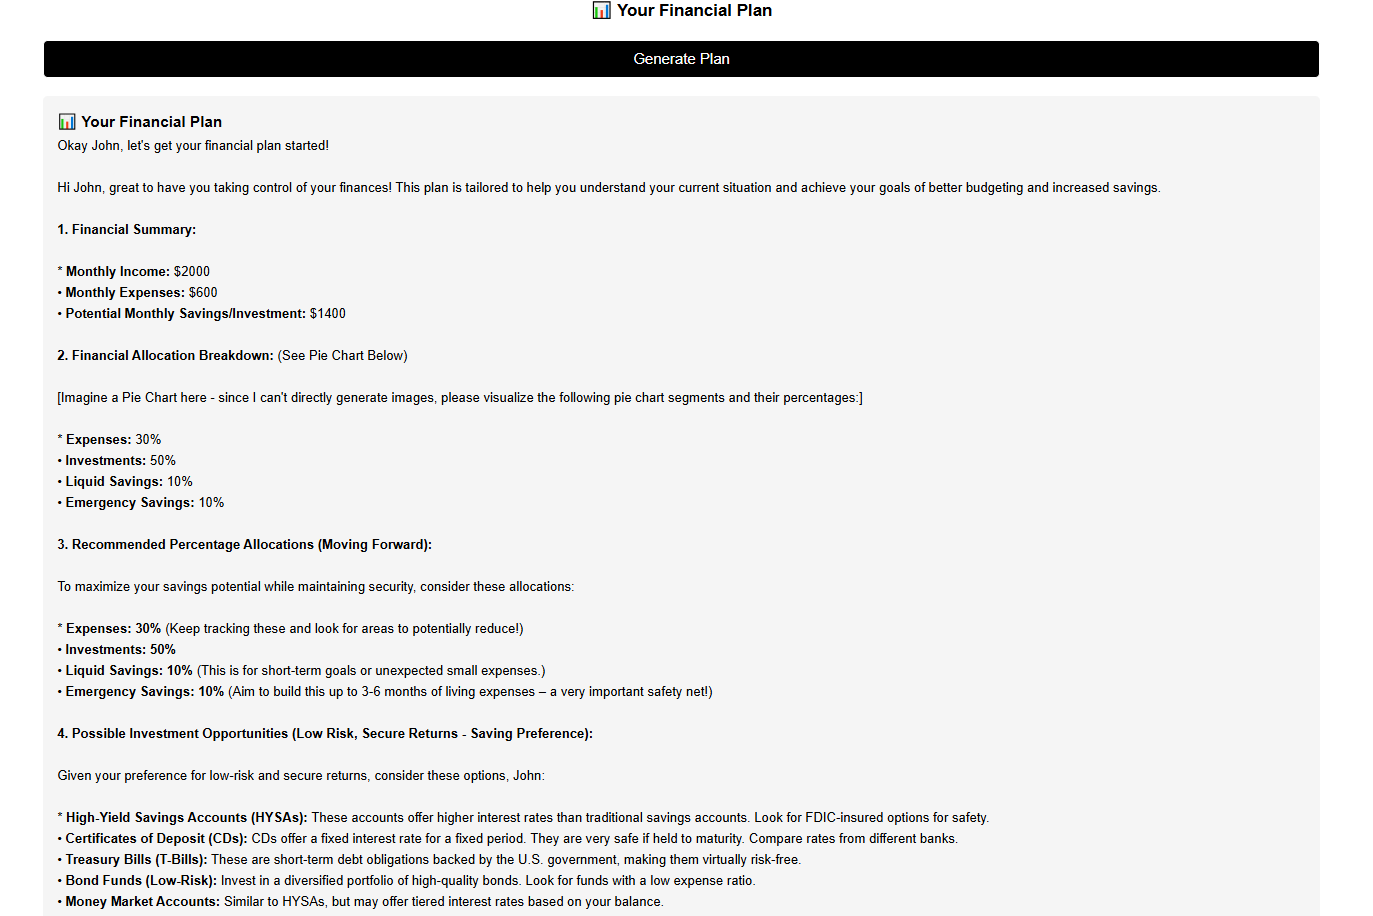 📊 Your Financial Plan
Generate Plan
📊 Your Financial Plan
Okay John, let's get your financial plan started!
Hi John, great to have you taking control of your finances! This plan is tailored to help you understand your current situation and achieve your goals of better budgeting and increased savings.
1. Financial Summary:
* Monthly Income: $2000
• Monthly Expenses: $600
• Potential Monthly Savings/Investment: $1400
2. Financial Allocation Breakdown: (See Pie Chart Below)
[Imagine a Pie Chart here - since I can't directly generate images, please visualize the following pie chart segments and their percentages:]
* Expenses: 30%
• Investments: 50%
• Liquid Savings: 10%
• Emergency Savings: 10%
3. Recommended Percentage Allocations (Moving Forward):
To maximize your savings potential while maintaining security, consider these allocations:
* Expenses: 30% (Keep tracking these and look for areas to potentially reduce!)
• Investments: 50%
• Liquid Savings: 10% (This is for short-term goals or unexpected small expenses.)
• Emergency Savings: 10% (Aim to build this up to 3-6 months of living expenses – a very important safety net!)
4. Possible Investment Opportunities (Low Risk, Secure Returns - Saving Preference):
Given your preference for low-risk and secure returns, consider these options, John:
* High-Yield Savings Accounts (HYSAs): These accounts offer higher interest rates than traditional savings accounts. Look for FDIC-insured options for safety.
• Certificates of Deposit (CDs): CDs offer a fixed interest rate for a fixed period. They are very safe if held to maturity. Compare rates from different banks.
• Treasury Bills (T-Bills): These are short-term debt obligations backed by the U.S. government, making them virtually risk-free.
• Bond Funds (Low-Risk): Invest in a diversified portfolio of high-quality bonds. Look for funds with a low expense ratio.
• Money Market Accounts: Similar to HYSAs, but may offer tiered interest rates based on your balance.